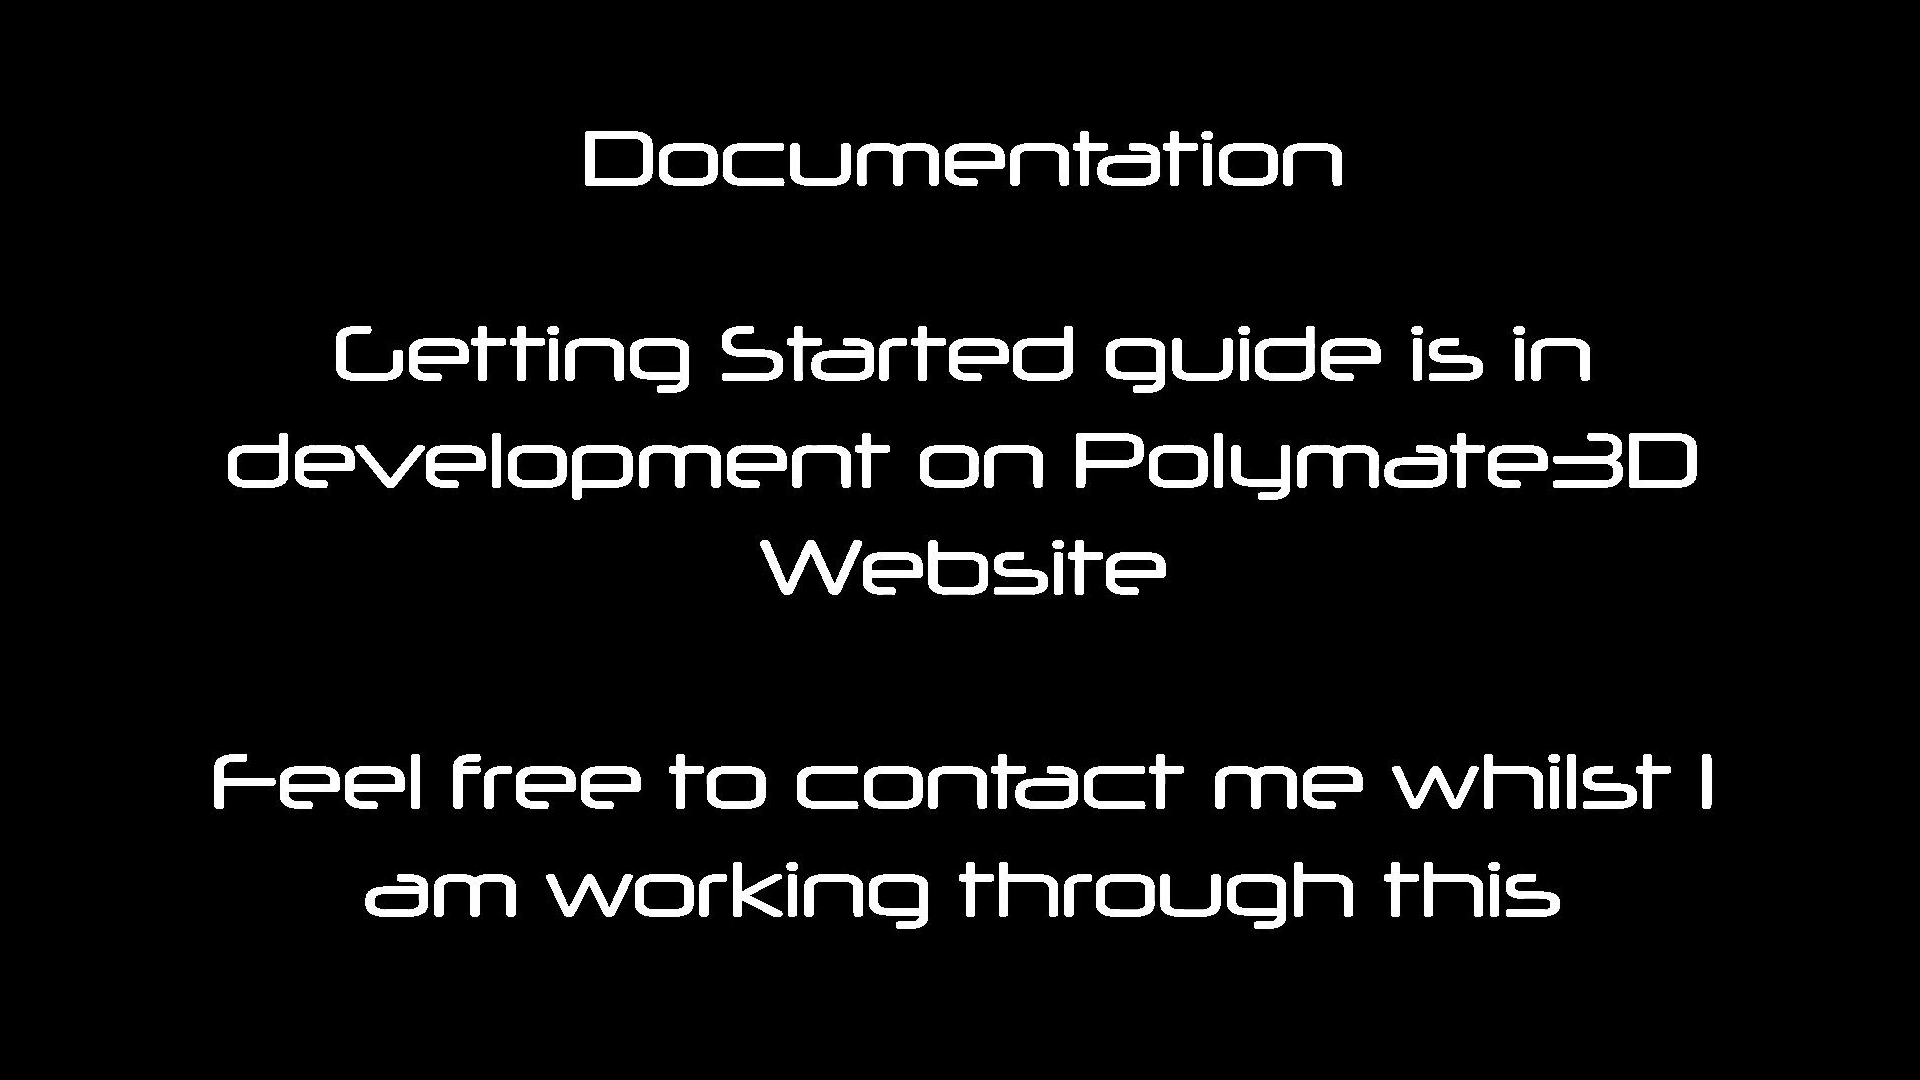 Documentation
Getting Started guide is in
development on Polymate3D
Website
Feel free to contact me whilst I
am working through this